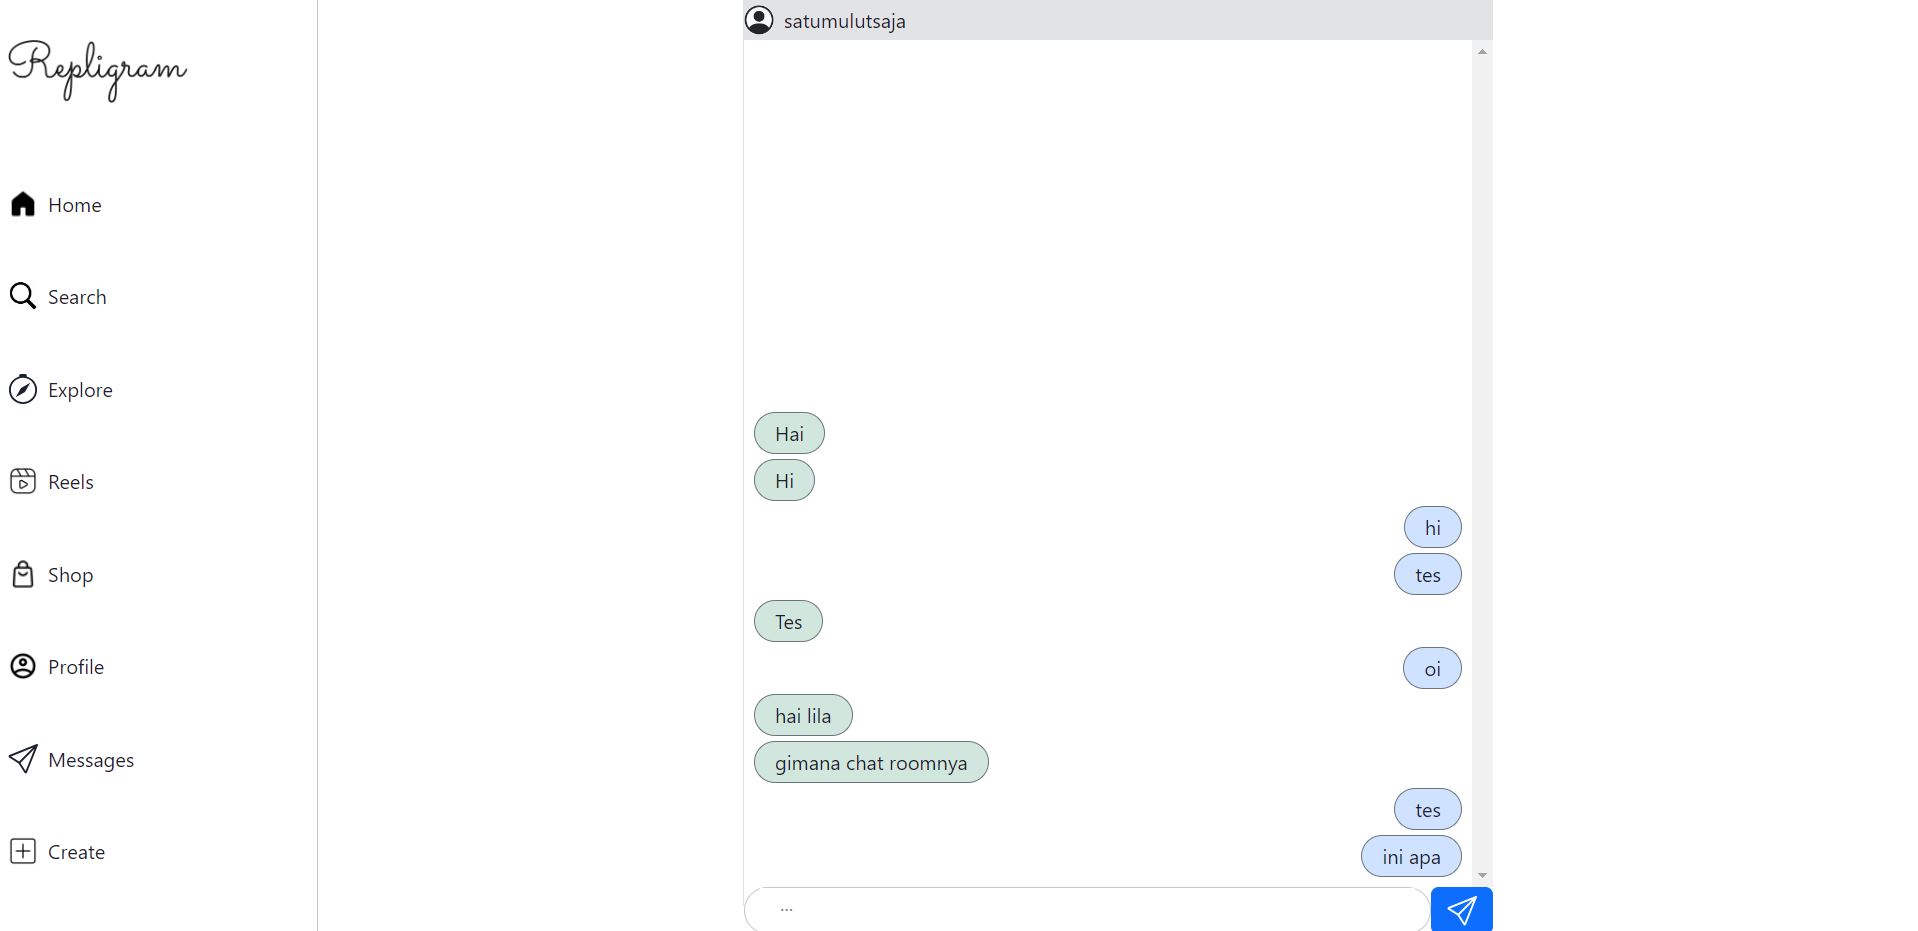 Repligram
Home
Search
Explore
Reels
Shop
Profile
Messages
Create
satumulutsaja
Hai
Hi
hi
tes
Tes
oi
hai lila
gimana chat roomnya
tes
ini apa
...